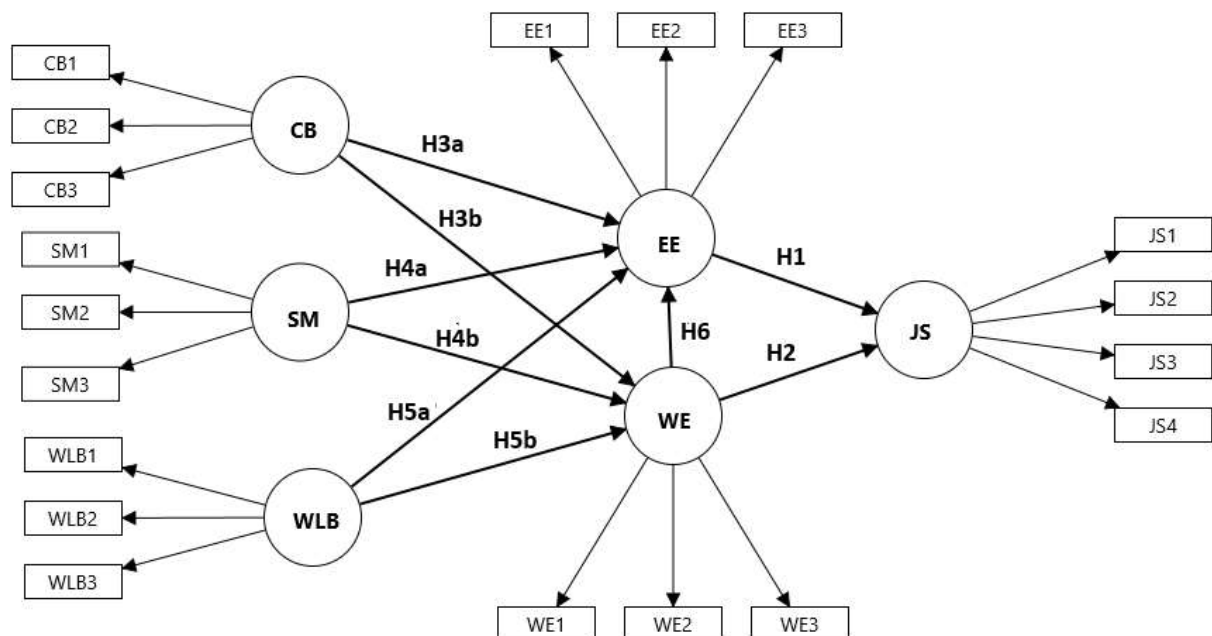 EE1
EE2
EE3
CB1
CB2
CB3
CB
H3a
H3b
SM1
SM2
SM3
SM
H4a
H4b
EE
H1
JS1
JS2
JS3
JS4
JS
H6
H2
H5a
WE
H5b
WLB1
WLB2
WLB3
WLB
WE1
WE2
WE3